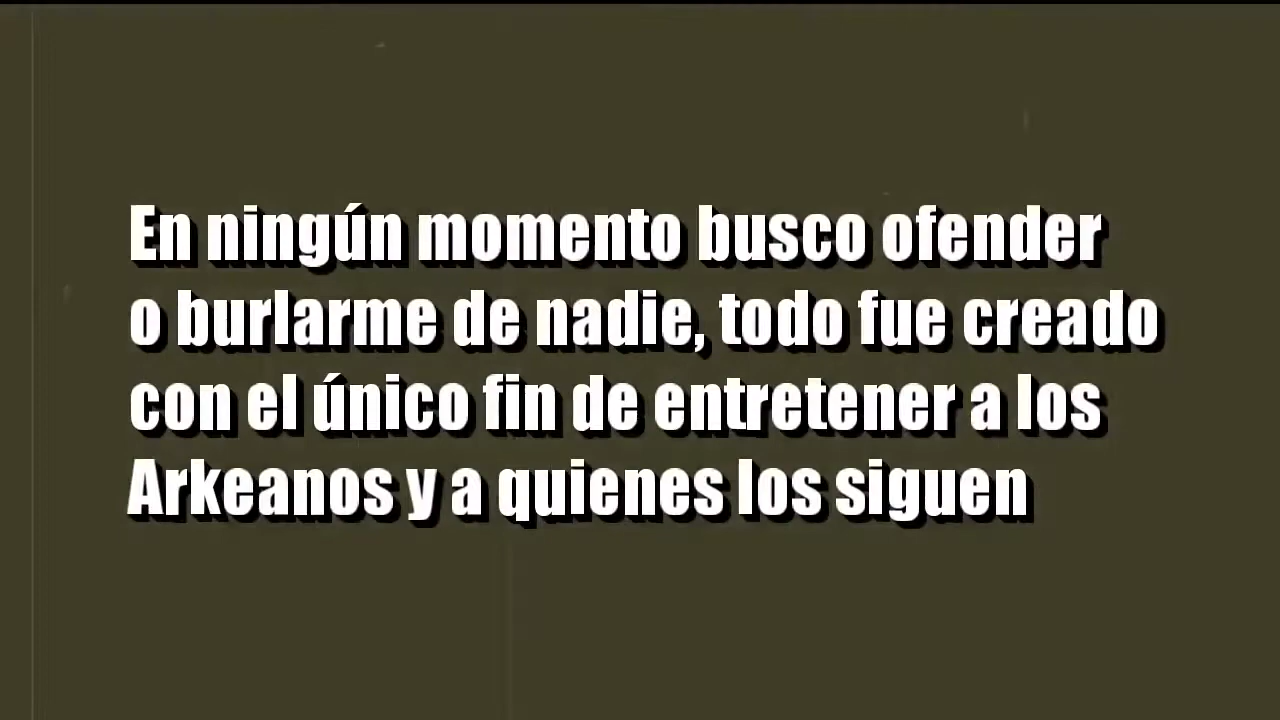 En ningún momento busco ofender
o burlarme de nadie, todo fue creado
con el único fin de entretener a los
Arkeanos y a quienes los siguen